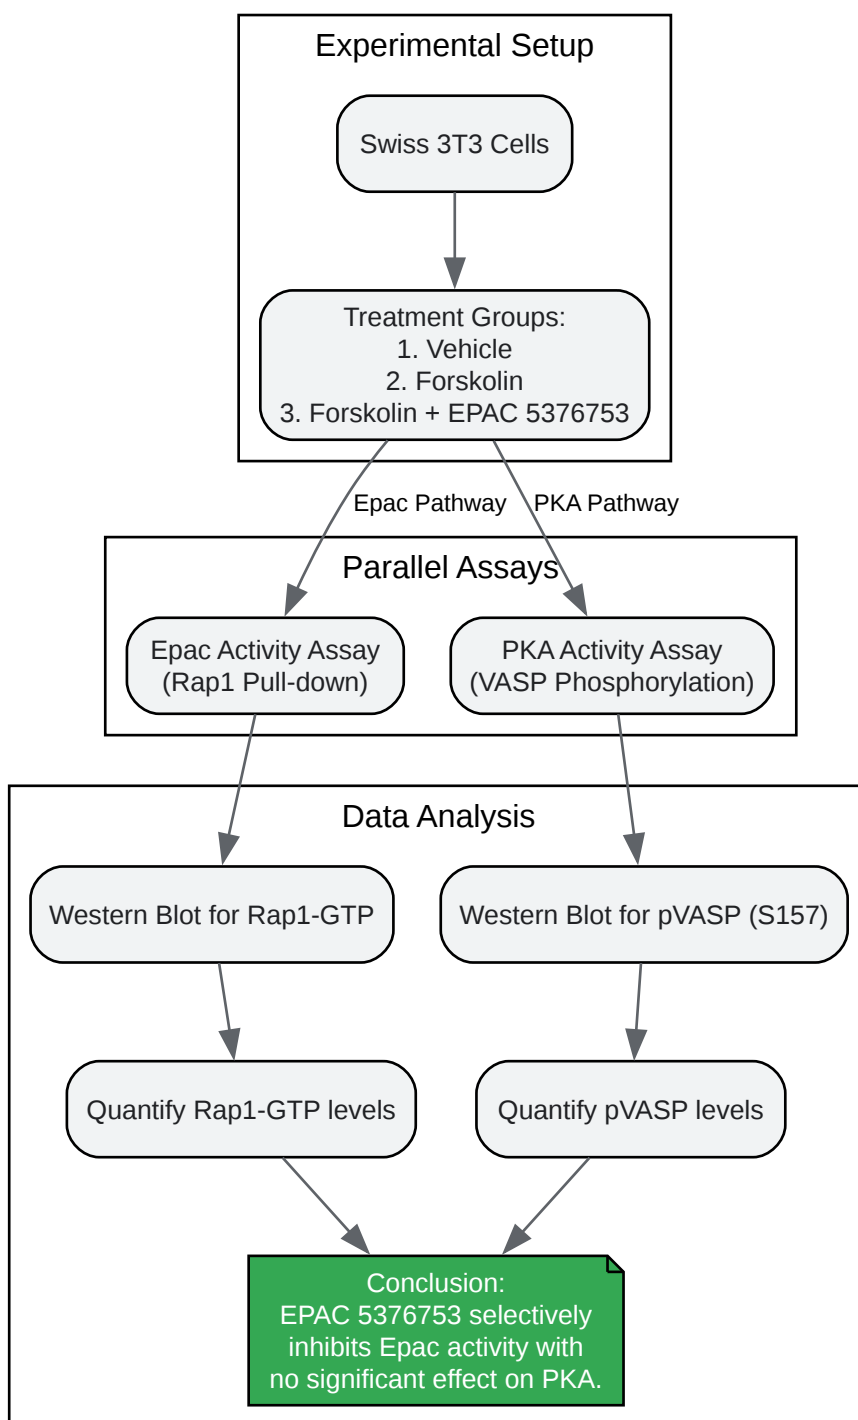 Experimental Setup
Swiss 3T3 Cells
Treatment Groups:
1. Vehicle
2. Forskolin
3. Forskolin + EPAC 5376753
Epac Pathway
PKA Pathway
Parallel Assays
Epac Activity Assay
(Rap1 Pull-down)
PKA Activity Assay
(VASP Phosphorylation)
Data Analysis
Western Blot for Rap1-GTP
Western Blot for pVASP (S157)
Quantify Rap1-GTP levels
Quantify pVASP levels
Conclusion:
EPAC 5376753 selectively
inhibits Epac activity with
no significant effect on PKA.